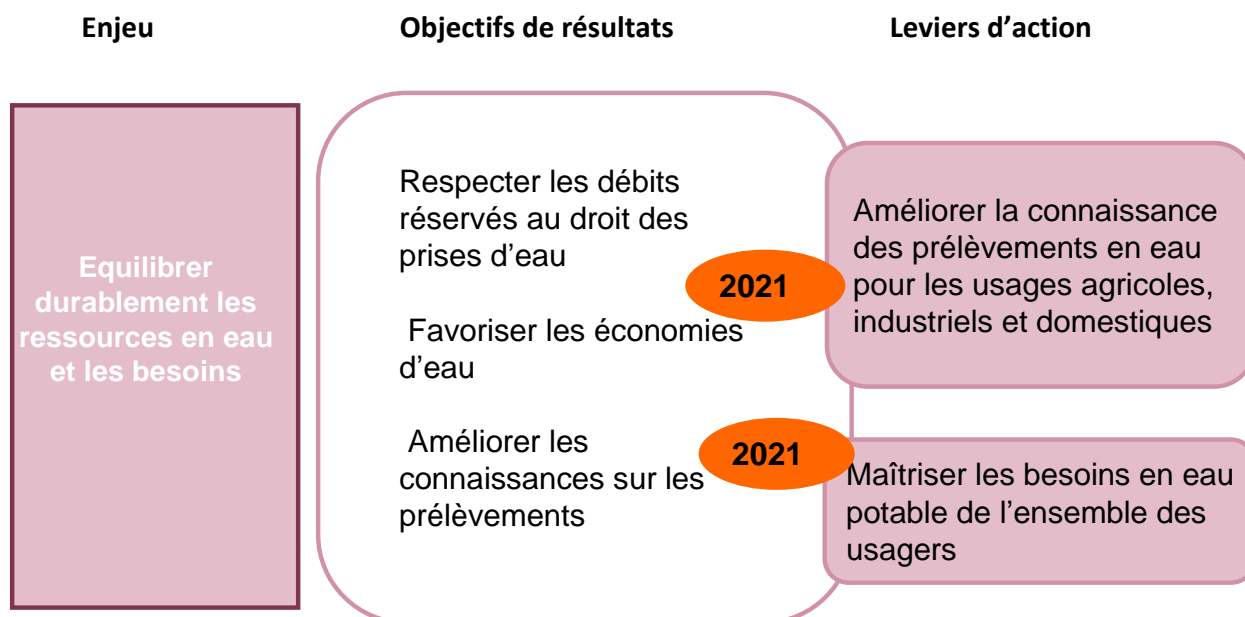 Enjeu
Objectifs de résultats
Leviers d’action
Equilibrer
durablement les
ressources en eau
et les besoins
Respecter les débits
réservés au droit des
prises d’eau
Favoriser les économies
d’eau
Améliorer les
connaissances sur les
prélèvements
2021
Améliorer la connaissance
des prélèvements en eau
pour les usages agricoles,
industriels et domestiques
2021
Maîtriser les besoins en eau
potable de l’ensemble des
usagers